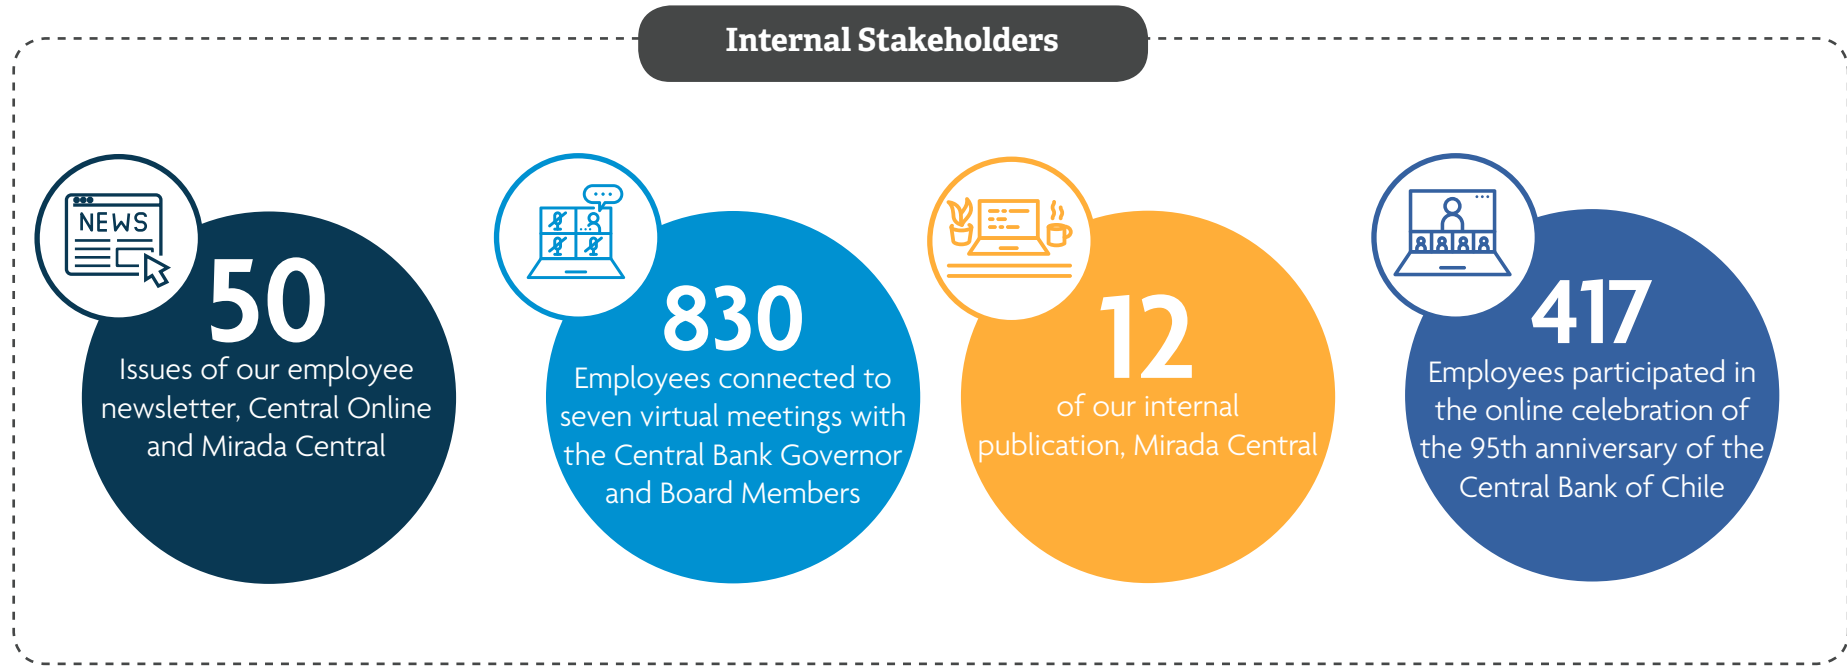 Internal Stakeholders
NEWS
50
Issues of our employee
newsletter, Central Online
and Mirada Central
830
Employees connected to
seven virtual meetings with
the Central Bank Governor
and Board Members
12
of our internal
publication, Mirada Central
417
Employees participated in
the online celebration of
the 95th anniversary of the
Central Bank of Chile